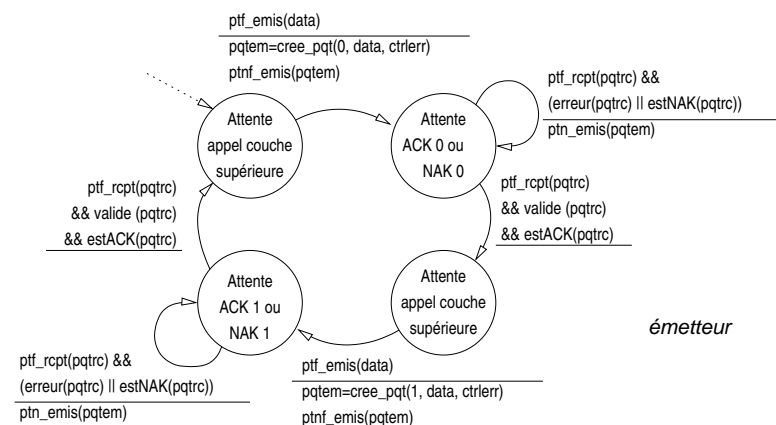 ptf_emis(data)
pqtem=cree_pqt(0, data, ctrlerr)
ptnf_emis(pqtem)
Attente
appel couche
supérieure
Attente
ACK 0 ou
NAK 0
ptf_rcpt(pqtrc) &&
(erreur(pqtrc) || estNAK(pqtrc))
ptn_emis(pqtem)
ptf_rcpt(pqtrc)
&& valide (pqtrc)
&& estACK(pqtrc)
ptf_rcpt(pqtrc)
&& valide (pqtrc)
&& estACK(pqtrc)
Attente
ACK 1 ou
NAK 1
Attente
appel couche
supérieure
émetteur
ptf_rcpt(pqtrc) &&
(erreur(pqtrc) || estNAK(pqtrc))
ptn_emis(pqtem)
ptf_emis(data)
pqtem=cree_pqt(1, data, ctrlerr)
ptnf_emis(pqtem)